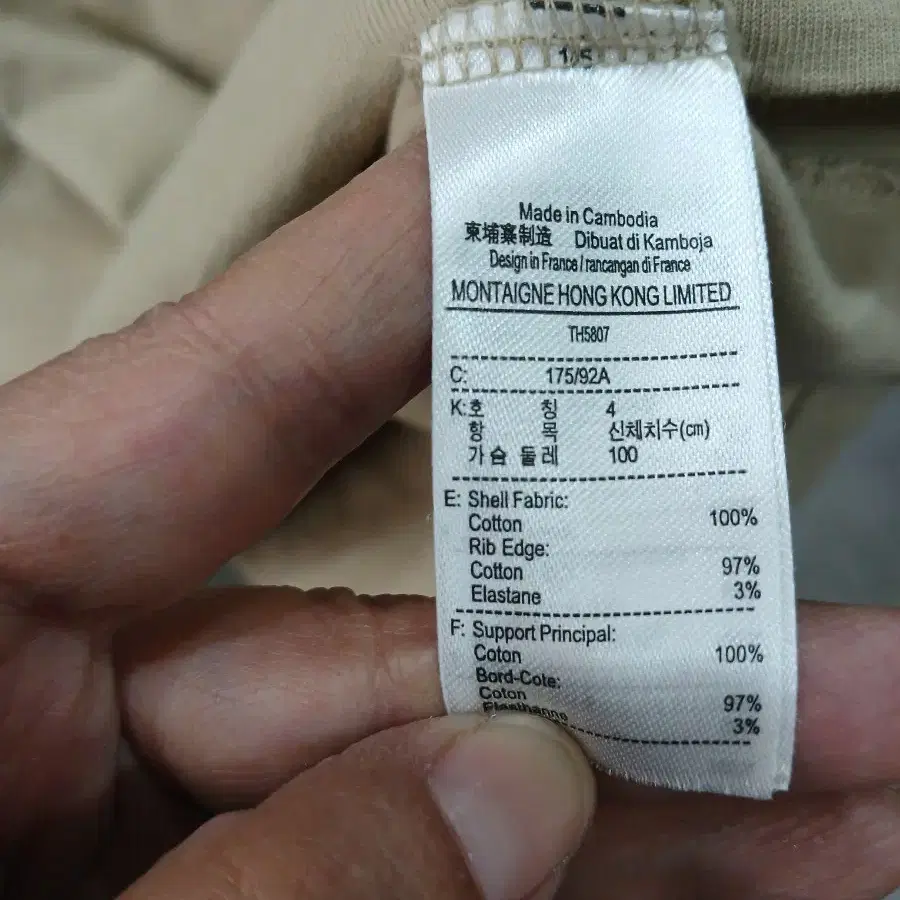 1/5
Made in Cambodia
柬埔寨制造 Dibuat di Kamboja
Design in France / rancangan di France
MONTAIGNE HONG KONG LIMITED
TH5807
C: 175/92A
K:호 칭 4
항 목 신체치수(cm)
가슴 둘레 100
E: Shell Fabric:
Cotton 100%
Rib Edge:
Cotton 97%
Elastane 3%
F: Support Principal:
Coton 100%
Bord-Cote:
Coton 97%
Elasthanne 3%